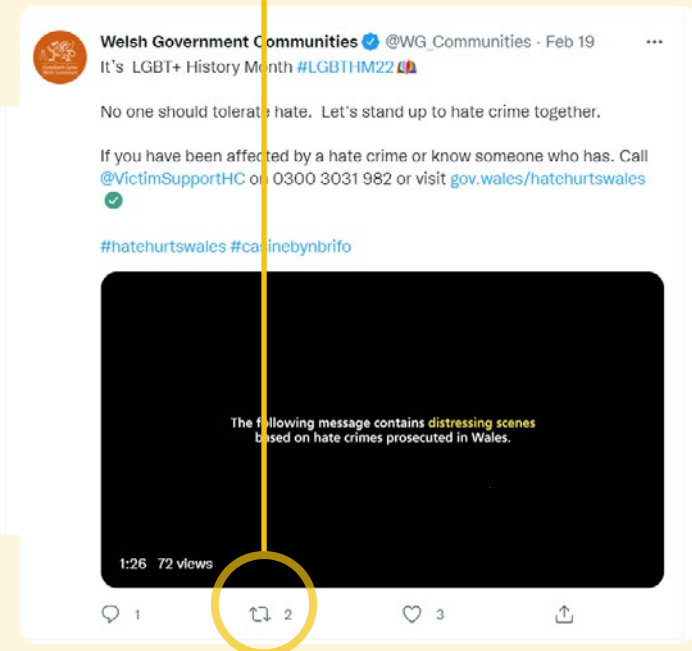 Welsh Government Communities @WG_Communities · Feb 19 ...
It's LGBT+ History Month #LGBTHM22
No one should tolerate hate. Let's stand up to hate crime together.
If you have been affected by a hate crime or know someone who has. Call
@VictimSupportHC on 0300 3031 982 or visit gov.wales/hatehurtswales
#hatehurtswales #casinebynbrifo
The following message contains distressing scenes
based on hate crimes prosecuted in Wales.
1:26 72 views
1 2 3